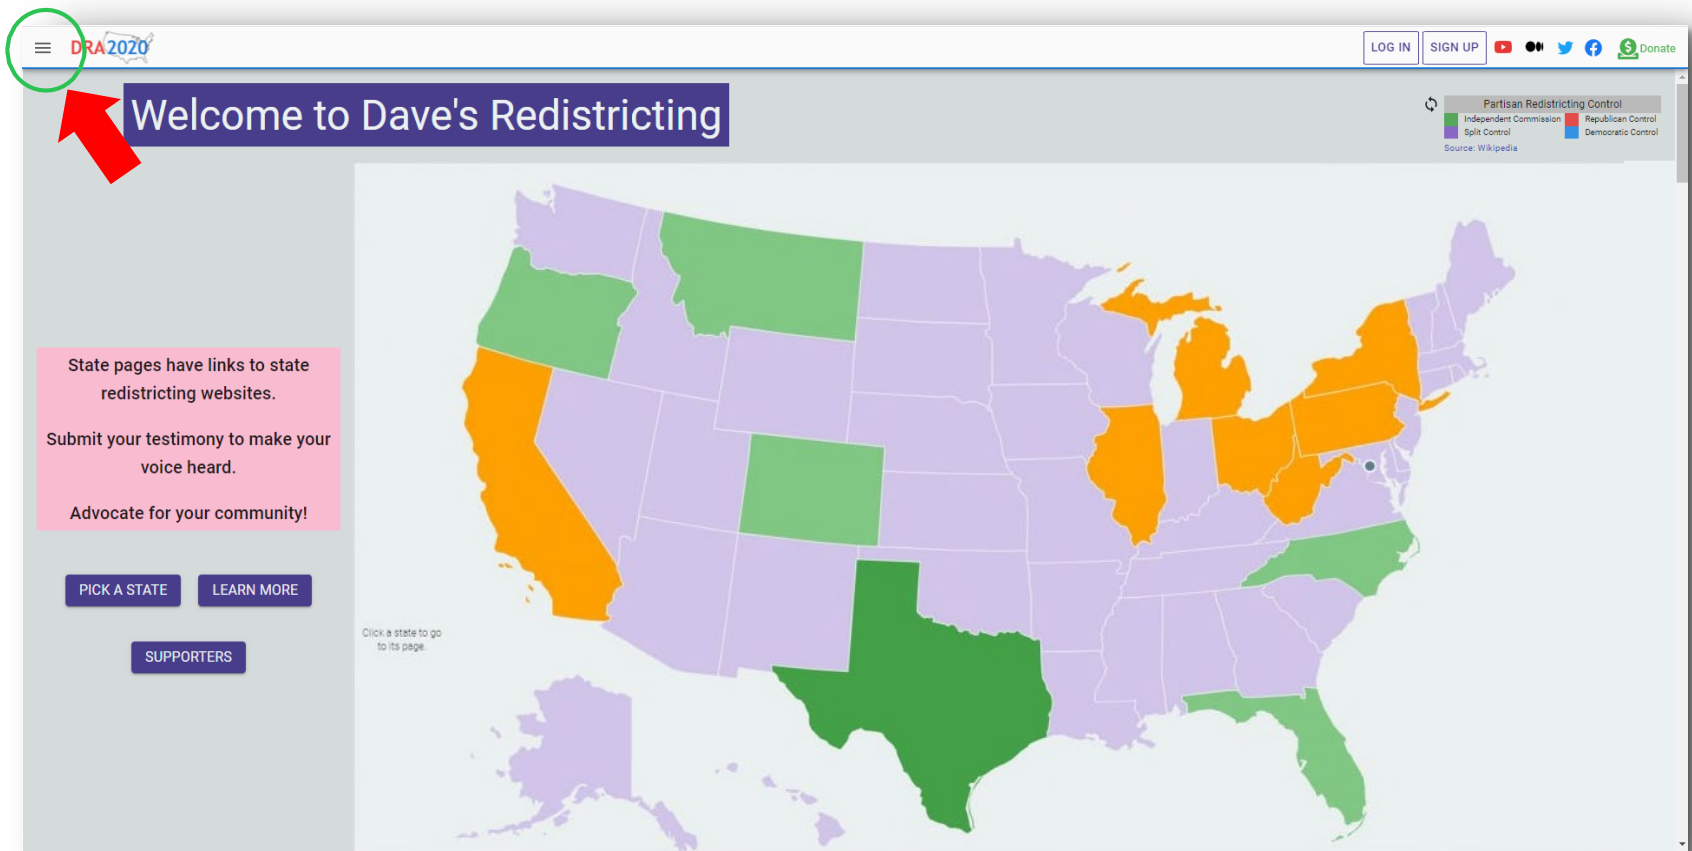 DRA2020
LOG IN
SIGN UP
Donate
Welcome to Dave's Redistricting
Partisan Redistricting Control
Independent Commission
Republican Control
Split Control
Democratic Control
Source: Wikipedia
State pages have links to state
redistricting websites.
Submit your testimony to make your
voice heard.
Advocate for your community!
PICK A STATE
LEARN MORE
SUPPORTERS
Click a state to go
to its page.